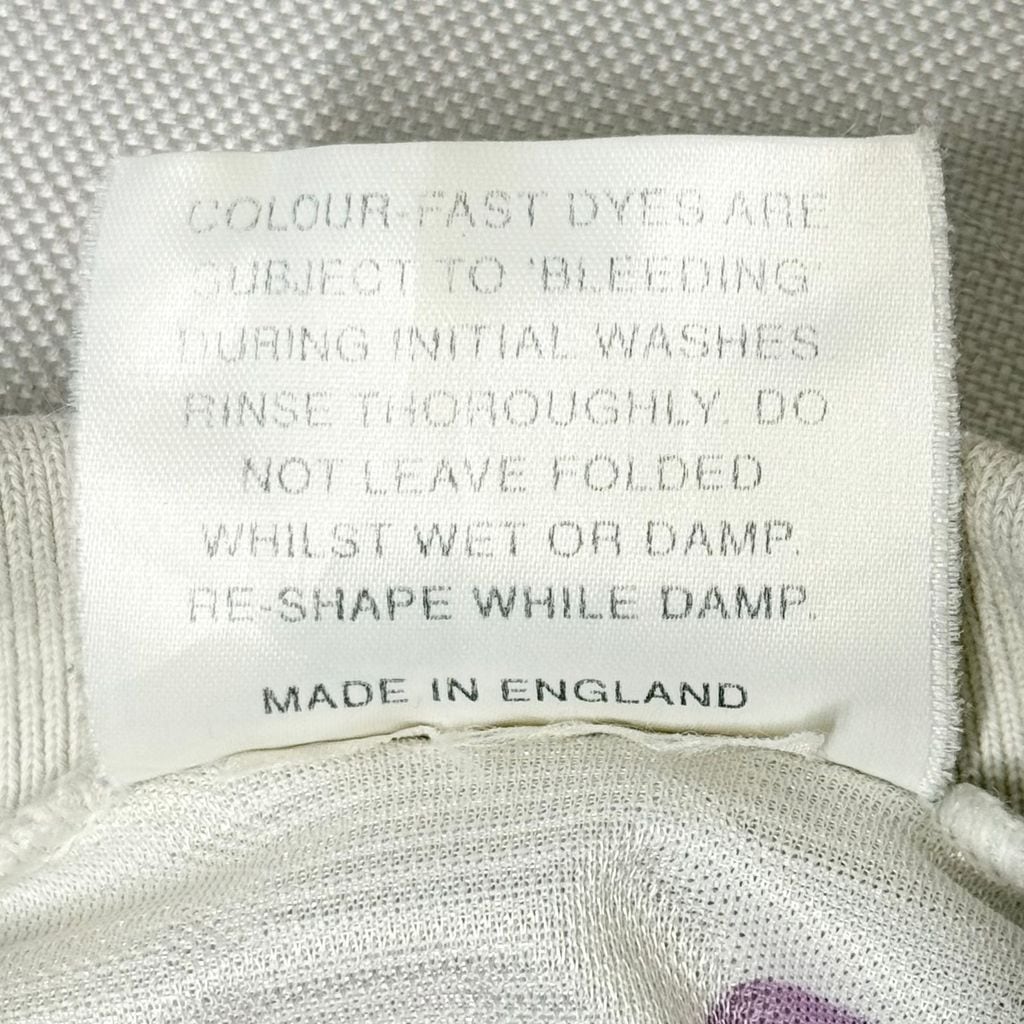 COLOUR-FAST DYES ARE
SUBJECT TO 'BLEEDING'
DURING INITIAL WASHES
RINSE THOROUGHLY. DO
NOT LEAVE FOLDED
WHILST WET OR DAMP.
RE-SHAPE WHILE DAMP.
MADE IN ENGLAND